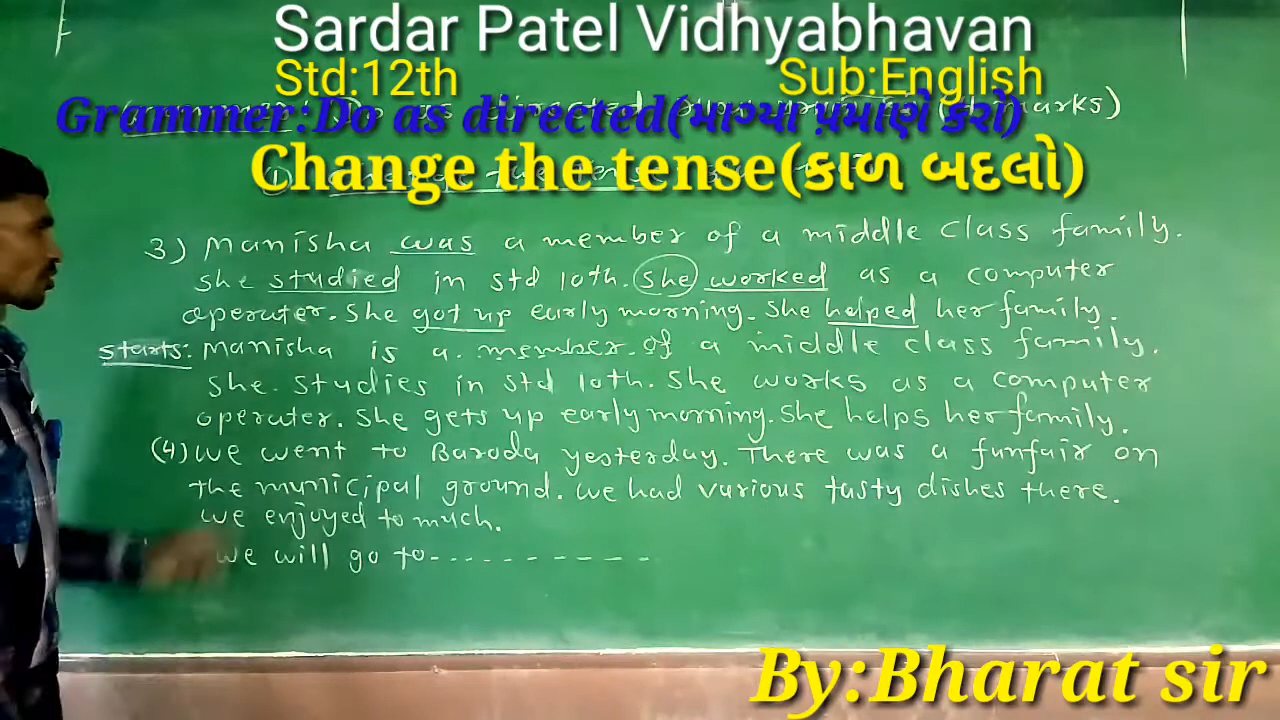 Sardar Patel Vidhyabhavan
Std:12th Sub:English
Grammer:Do as directed(માગ્યા પ્રમાણે કરો)
marks)
Change the tense(કાળ બદલો)
3) Manisha was a member of a middle class family.
she studied in std 10th. She worked as a computer
operater. She got up early morning. She helped her family.
starts: Manisha is a member of a middle class family.
She studies in std 10th. She works as a computer
operater. She gets up early morning. She helps her family.
(4) We went to Baroda yesterday. There was a funfair on
the municipal ground. We had various tasty dishes there.
We enjoyed to much.
We will go to-----------
By:Bharat sir